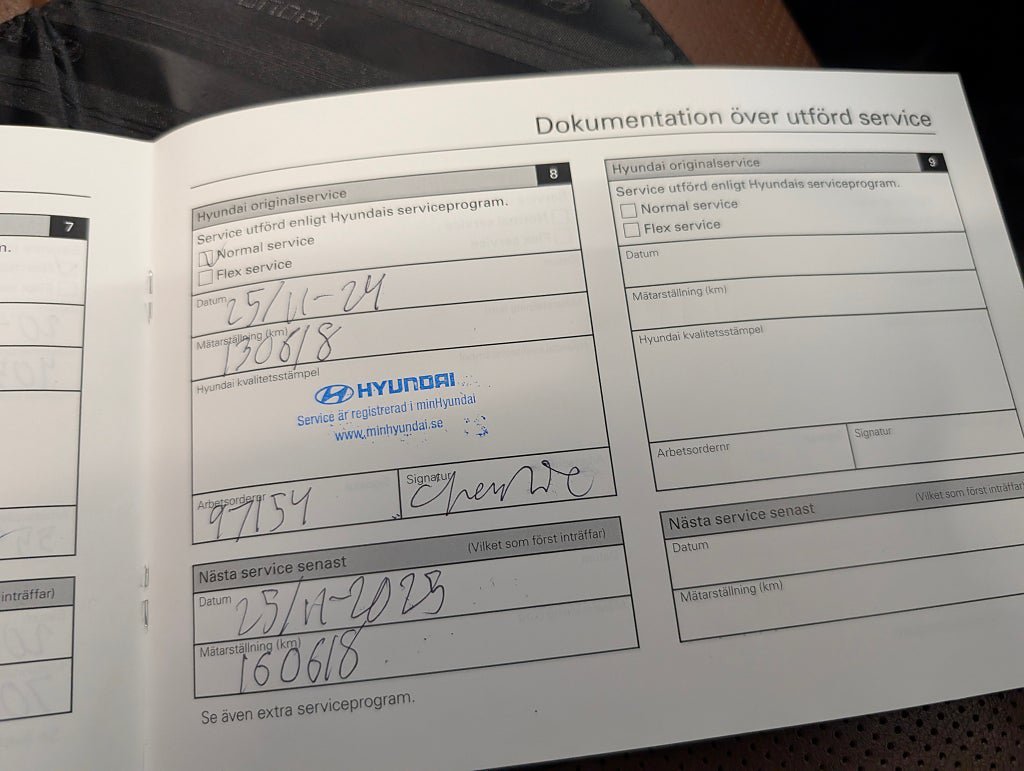 HYUNDAI
Dokumentation över utförd service
7
n.
inträffar)
Hyundai originalservice 8
Service utförd enligt Hyundais serviceprogram.
Normal service
Flex service
Datum 25/11-24
Mätarställning (km) 130618
Hyundai kvalitetsstämpel
HYUNDAI
Service är registrerad i minHyundai
www.minhyundai.se
Arbetsordernr 97154 Signatur
Nästa service senast (Vilket som först inträffar)
Datum 25/11-2025
Mätarställning (km) 160618
Se även extra serviceprogram.
Hyundai originalservice 9
Service utförd enligt Hyundais serviceprogram.
Normal service
Flex service
Datum
Mätarställning (km)
Hyundai kvalitetsstämpel
Arbetsordernr Signatur
Nästa service senast (Vilket som först inträffar)
Datum
Mätarställning (km)